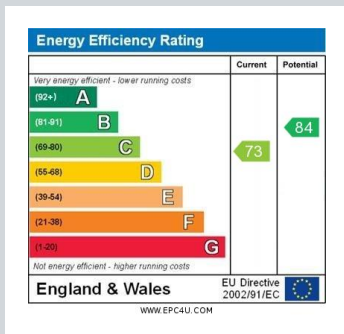 Energy Efficiency Rating
Current Potential
Very energy efficient - lower running costs
(92+) A
(81-91) B
84
(69-80) C
73
(55-68) D
(39-54) E
(21-38) F
(1-20) G
Not energy efficient - higher running costs
England & Wales
EU Directive
2002/91/EC
WWW.EPC4U.COM